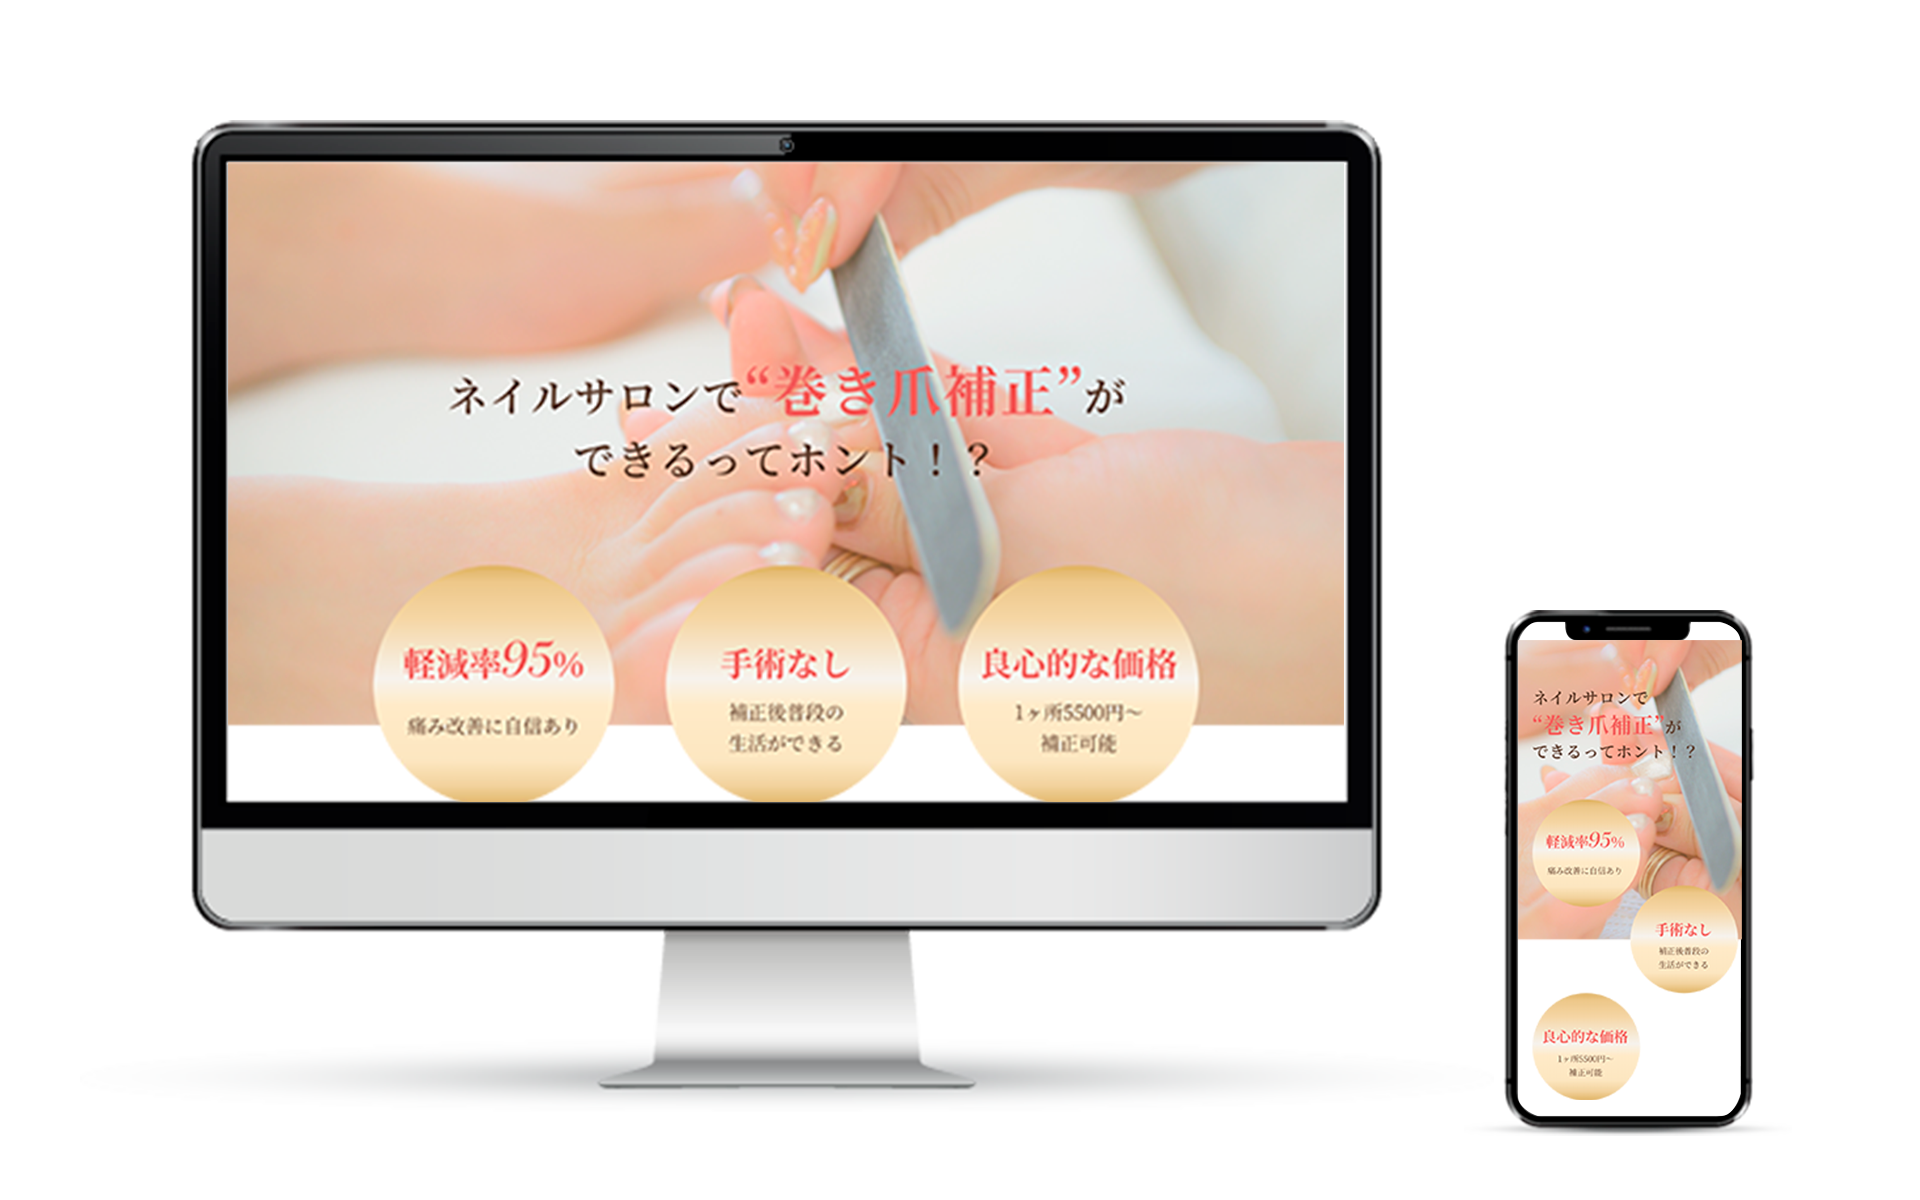 ネイルサロンで“巻き爪補正”が
できるってホント！？
軽減率95%
痛み改善に自信あり
手術なし
補正後普段の
生活ができる
良心的な価格
1ヶ所5500円～
補正可能
ネイルサロンで
“巻き爪補正”が
できるってホント！？
軽減率95%
痛み改善に自信あり
手術なし
補正後普段の
生活ができる
良心的な価格
1ヶ所5500円～
補正可能